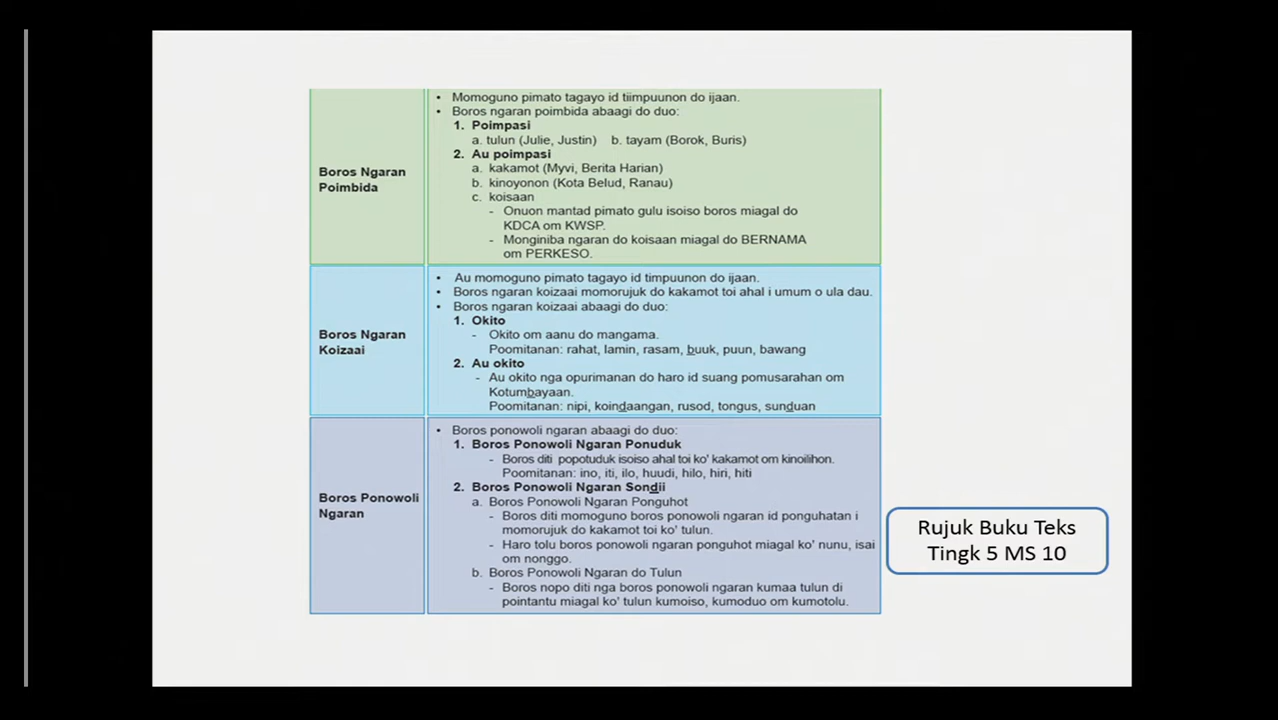 • Momoguno pimato tagayo id tiimpuunon do ijaan.
• Boros ngaran poimbida abaagi do duo:
1. Poimpasi
a. tulun (Julie, Justin) b. tayam (Borok, Buris)
2. Au poimpasi
Boros Ngaran
Poimbida
a. kakamot (Myvi, Berita Harian)
b. kinoyonon (Kota Belud, Ranau)
c. koisaan
- Onuon mantad pimato gulu isoiso boros miagal do
KDCA om KWSP.
- Monginiba ngaran do koisaan miagal do BERNAMA
om PERKESO.
• Au momoguno pimato tagayo id timpuunon do ijaan.
• Boros ngaran koizaai momorujuk do kakamot toi ahal i umum o ula dau.
• Boros ngaran koizaai abaagi do duo:
1. Okito
Boros Ngaran
Koizaai
- Okito om aanu do mangama.
Poomitanan: rahat, lamin, rasam, buuk, puun, bawang
2. Au okito
- Au okito nga opurimanan do haro id suang pomusarahan om
Kotumbayaan.
Poomitanan: nipi, koindaangan, rusod, tongus, sunduan
• Boros ponowoli ngaran abaagi do duo:
1. Boros Ponowoli Ngaran Ponuduk
- Boros diti popotuduk isoiso ahal toi ko' kakamot om kinoilihon.
Poomitanan: ino, iti, ilo, huudi, hilo, hiri, hiti
2. Boros Ponowoli Ngaran Sondii
Boros Ponowoli
Ngaran
a. Boros Ponowoli Ngaran Ponguhot
- Boros diti momoguno boros ponowoli ngaran id ponguhatan i
momorujuk do kakamot toi ko' tulun.
- Haro tolu boros ponowoli ngaran ponguhot miagal ko' nunu, isai
om nonggo.
b. Boros Ponowoli Ngaran do Tulun
- Boros nopo diti nga boros ponowoli ngaran kumaa tulun di
pointantu miagal ko' tulun kumoiso, kumoduo om kumotolu.
Rujuk Buku Teks
Tingk 5 MS 10